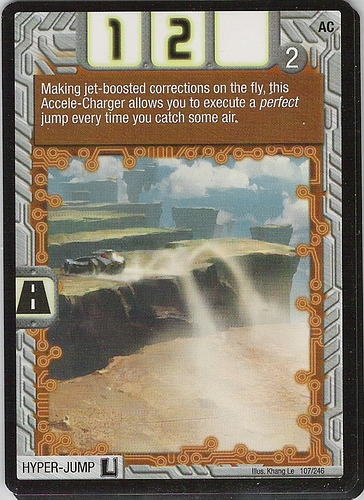 1 2
AC
2
Making jet-boosted corrections on the fly, this
Accele-Charger allows you to execute a perfect
jump every time you catch some air.
HYPER-JUMP
Illus. Khang Le 107/246